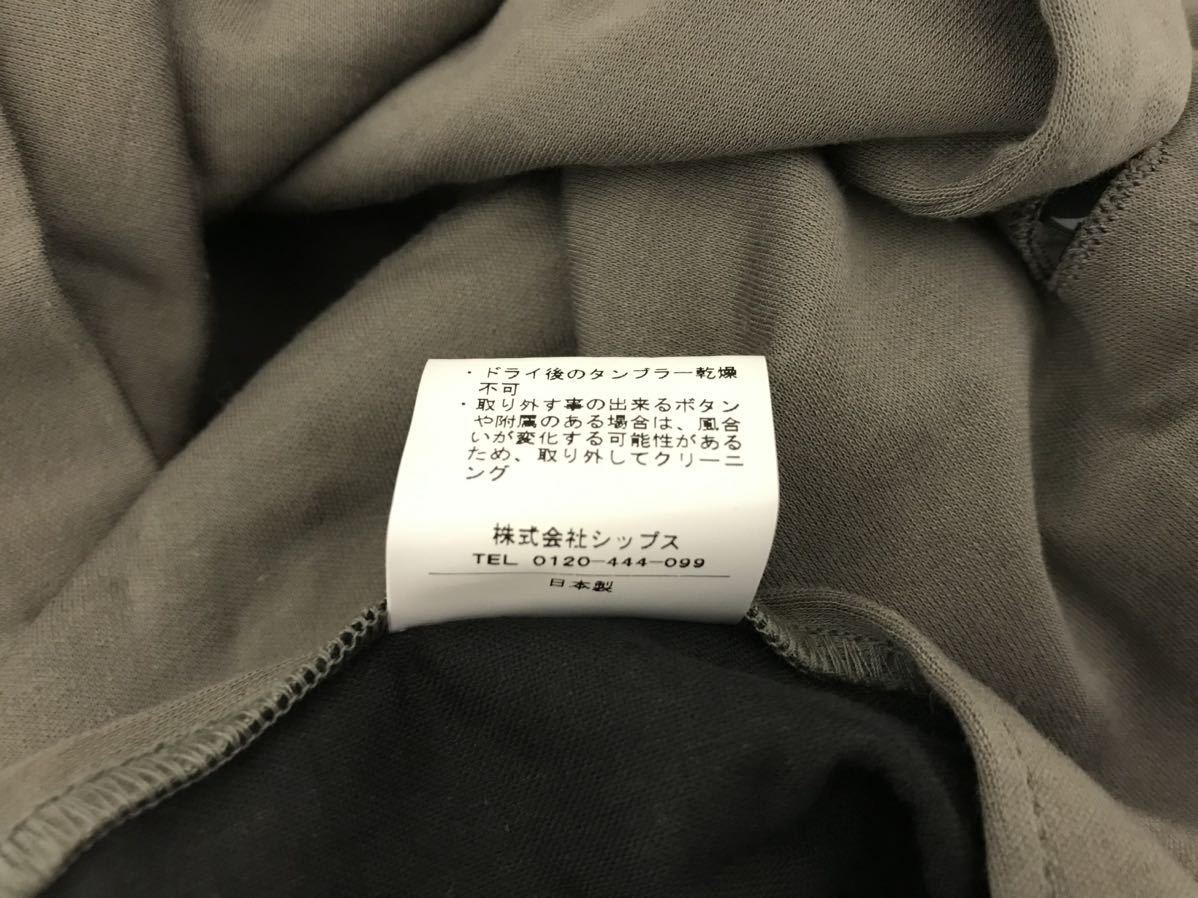 ・ドライ後のタンブラー乾燥
不可
・取り外す事の出来るボタン
や附属のある場合は、風合
いが変化する可能性がある
ため、取り外してクリーニ
ング
株式会社シップス
TEL 0120-444-099
日本製